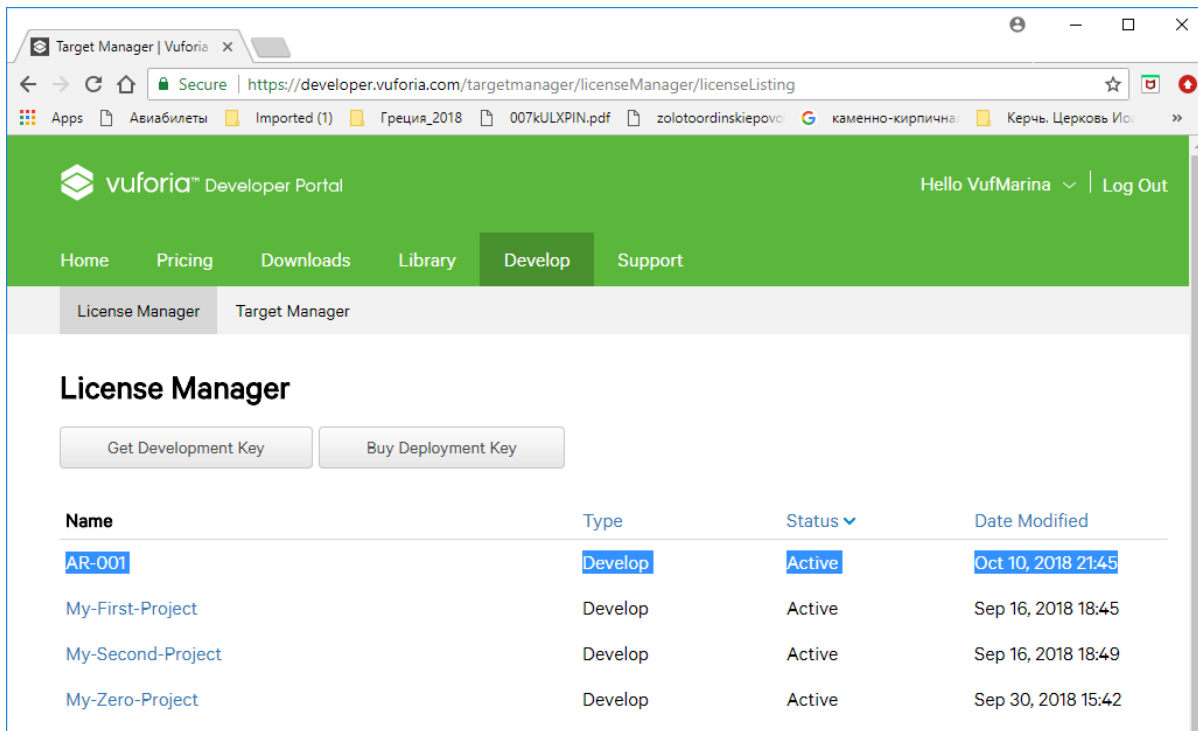 Target Manager | Vuforia
Secure | https://developer.vuforia.com/targetmanager/licenseManager/licenseListing
Apps Авиабилеты Imported (1) Греция_2018 007kULXPIN.pdf zolotoordinskiepovo каменно-кирпична Керчь. Церковь Ио »
vuforia™ Developer Portal Hello VufMarina | Log Out
Home Pricing Downloads Library Develop Support
License Manager Target Manager
License Manager
Get Development Key Buy Deployment Key
Name Type Status Date Modified
AR-001 Develop Active Oct 10, 2018 21:45
My-First-Project Develop Active Sep 16, 2018 18:45
My-Second-Project Develop Active Sep 16, 2018 18:49
My-Zero-Project Develop Active Sep 30, 2018 15:42